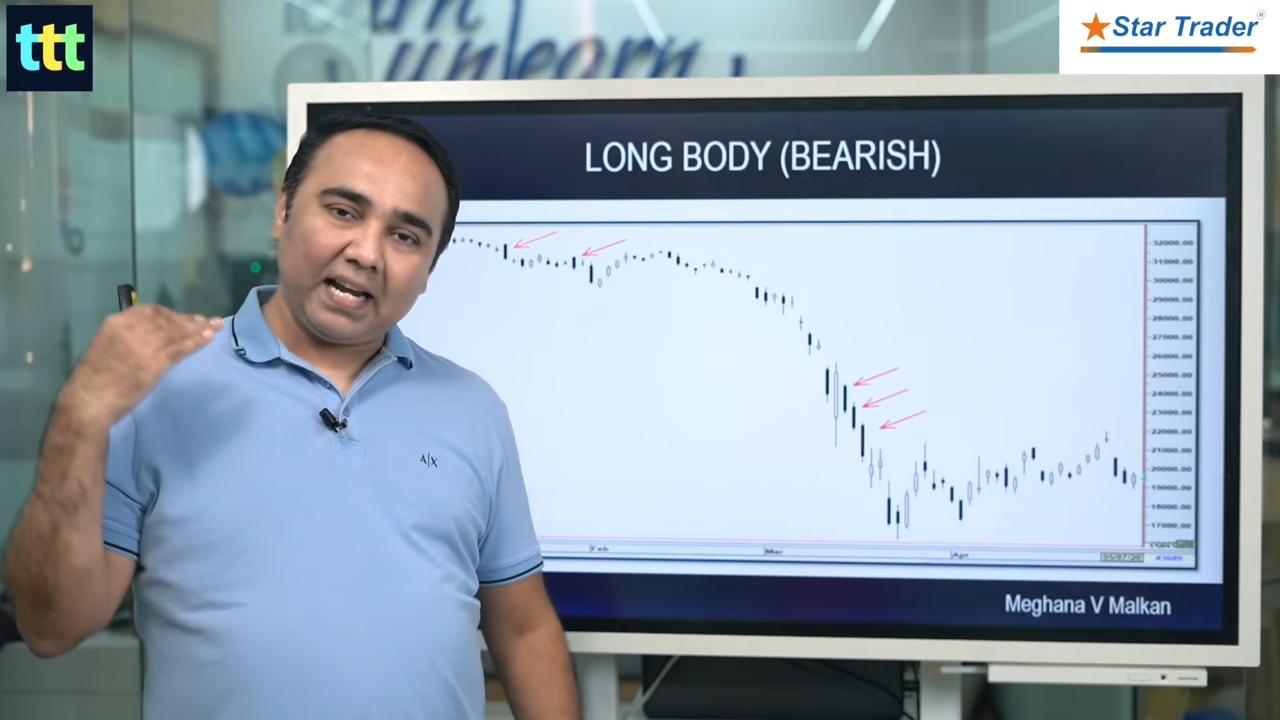 ttt
Star Trader
®
learn
unlearn
LONG BODY (BEARISH)
32000.00
31000.00
30000.00
29000.00
28000.00
27000.00
26000.00
25000.00
24000.00
23000.00
22000.00
21000.00
20000.00
19000.00
18000.00
17000.00
Feb
Mar
Apr
A|X
Meghana V Malkan